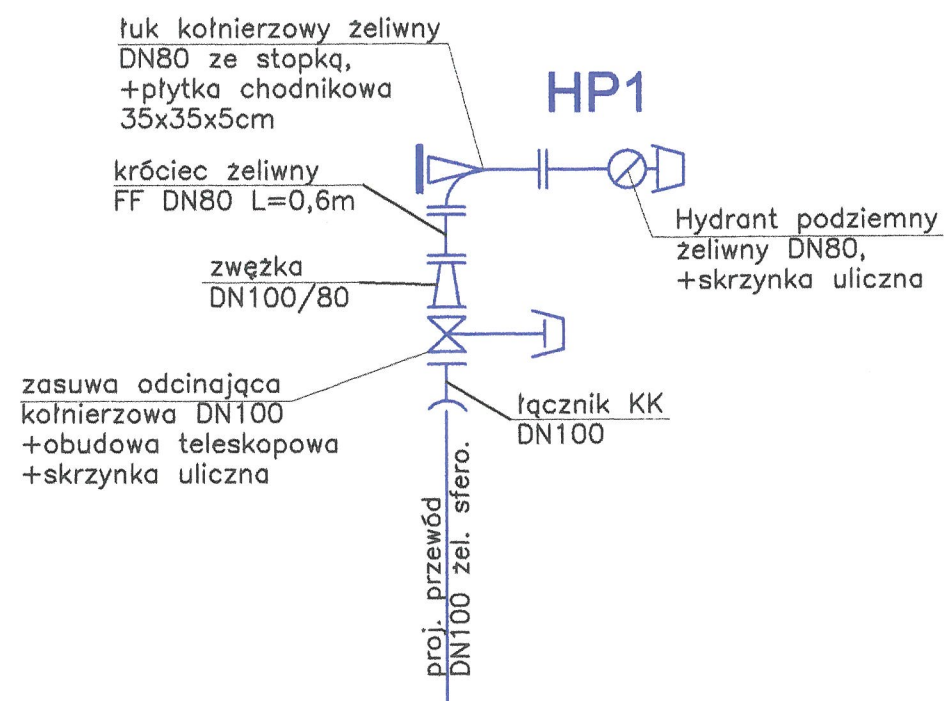 łuk kołnierzowy żeliwny
DN80 ze stopką,
+płytka chodnikowa
35x35x5cm
HP1
króciec żeliwny
FF DN80 L=0,6m
Hydrant podziemny
żeliwny DN80,
+skrzynka uliczna
zwężka
DN100/80
zasuwa odcinająca
kołnierzowa DN100
+obudowa teleskopowa
+skrzynka uliczna
łącznik KK
DN100
proj. przewód
DN100 żel. sfero.